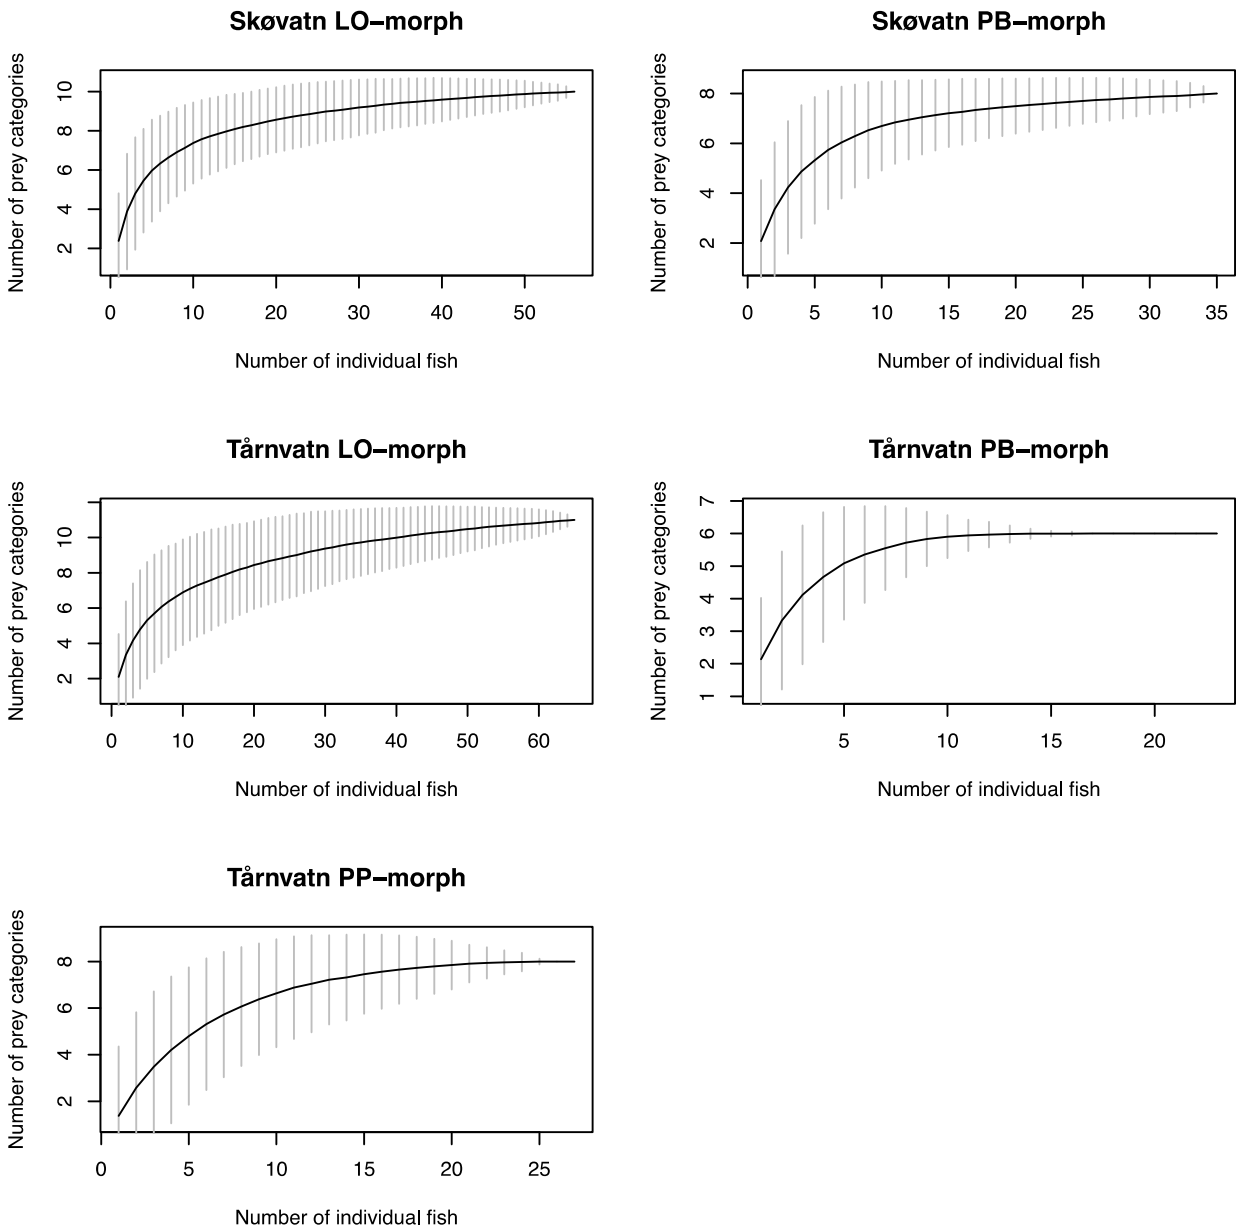 Skøvatn LO−morph
Number of prey categories
2 4 6 8 10
0 10 20 30 40 50
Number of individual fish
Skøvatn PB−morph
Number of prey categories
2 4 6 8
0 5 10 15 20 25 30 35
Number of individual fish
Tårnvatn LO−morph
Number of prey categories
2 4 6 8 10
0 10 20 30 40 50 60
Number of individual fish
Tårnvatn PB−morph
Number of prey categories
1 2 3 4 5 6 7
5 10 15 20
Number of individual fish
Tårnvatn PP−morph
Number of prey categories
2 4 6 8
0 5 10 15 20 25
Number of individual fish